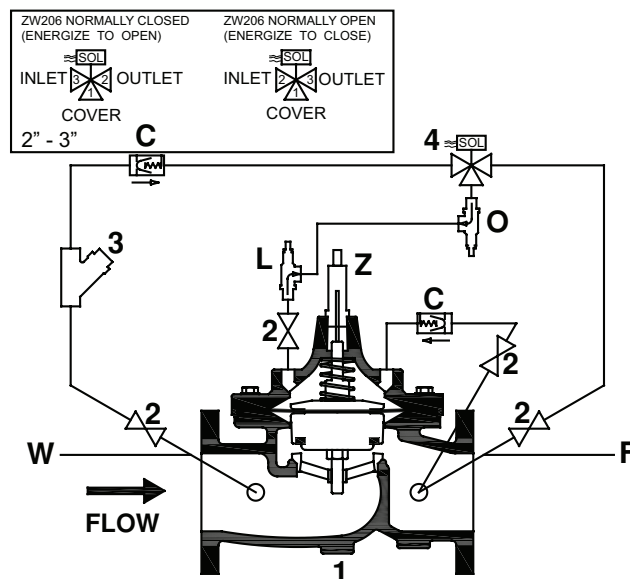 ZW206 NORMALLY CLOSED
(ENERGIZE TO OPEN)
SOL
INLET 3 2 OUTLET
1
COVER
ZW206 NORMALLY OPEN
(ENERGIZE TO CLOSE)
SOL
INLET 2 3 OUTLET
1
COVER
2” - 3”
C
4 SOL
O
3
L
Z
C
2
2
2
2
W
FLOW
1